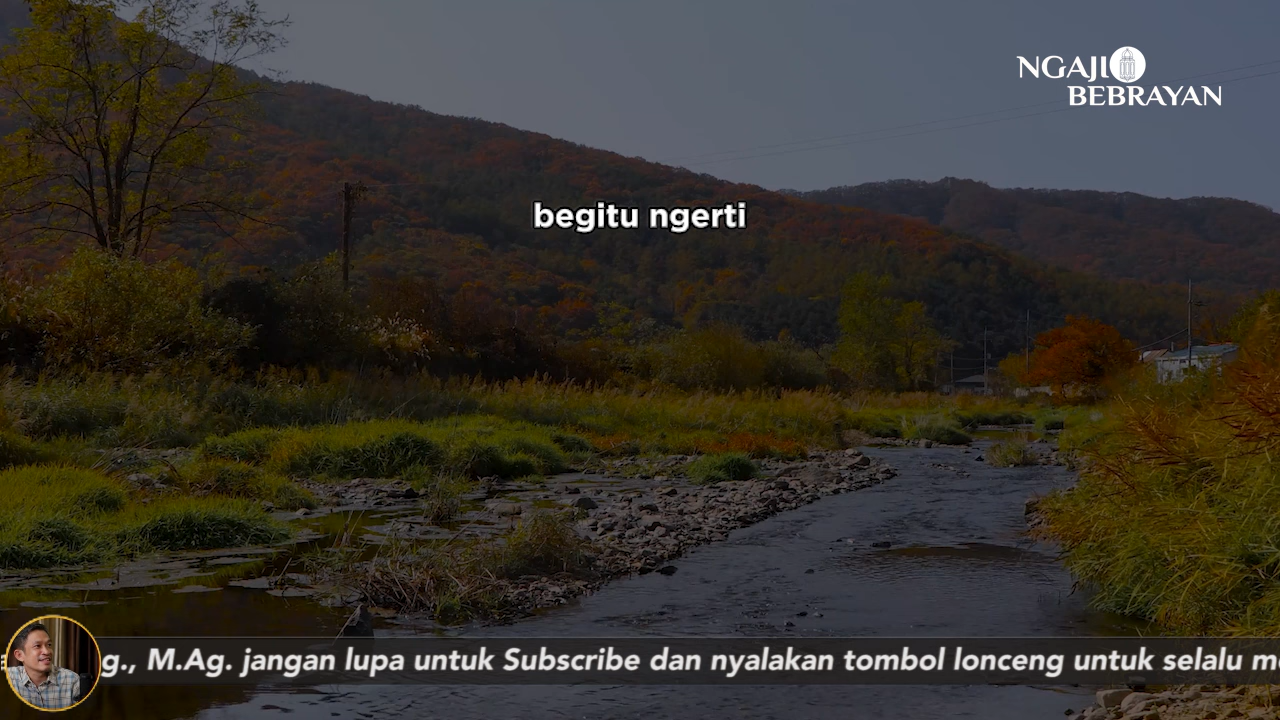 NGAJI
BEBRAYAN
begitu ngerti
g., M.Ag. jangan lupa untuk Subscribe dan nyalakan tombol lonceng untuk selalu